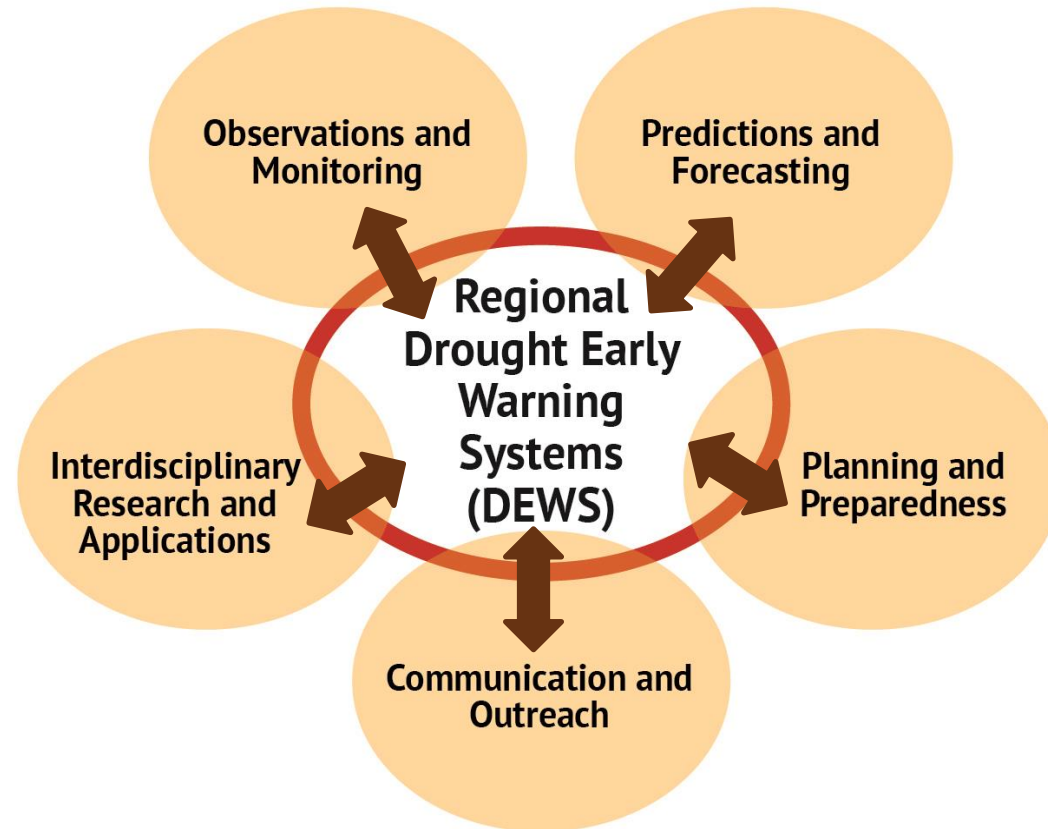 Observations and
Monitoring
Predictions and
Forecasting
Regional
Drought Early
Warning
Systems
(DEWS)
Interdisciplinary
Research and
Applications
Planning and
Preparedness
Communication and
Outreach